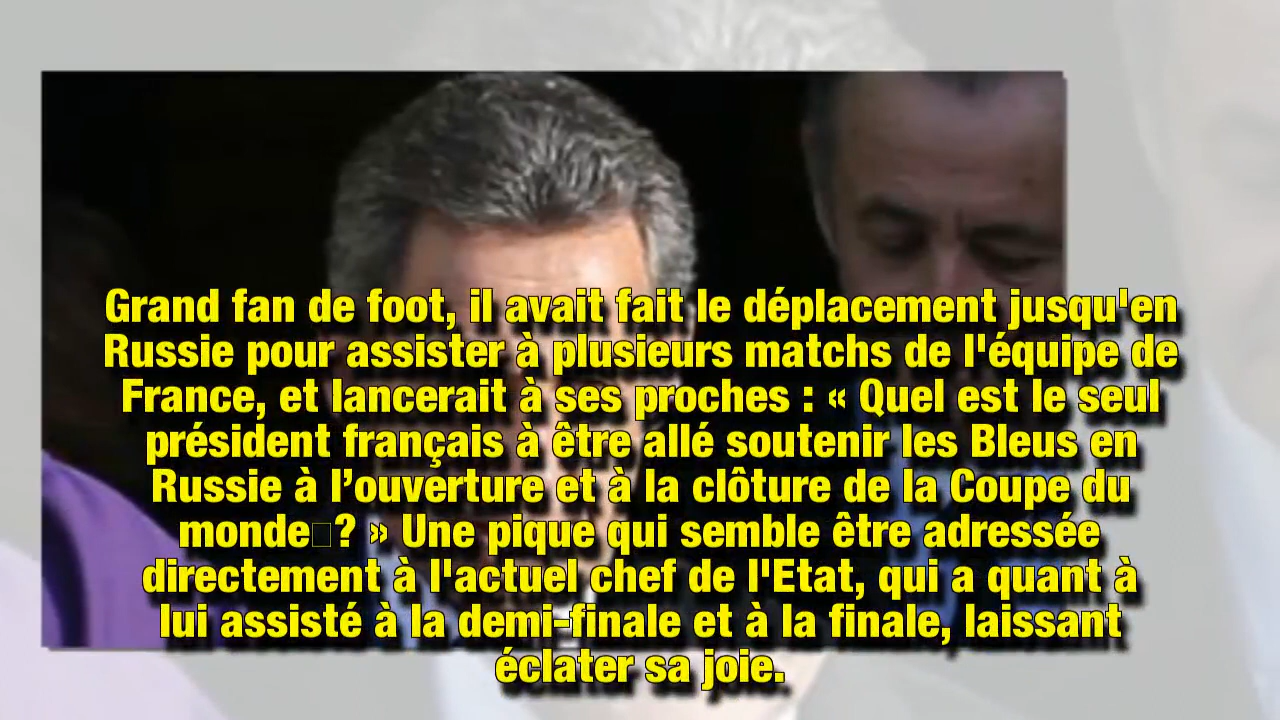 Grand fan de foot, il avait fait le déplacement jusqu'en
Russie pour assister à plusieurs matchs de l'équipe de
France, et lancerait à ses proches : « Quel est le seul
président français à être allé soutenir les Bleus en
Russie à l’ouverture et à la clôture de la Coupe du
monde ? » Une pique qui semble être adressée
directement à l'actuel chef de l'Etat, qui a quant à
lui assisté à la demi-finale et à la finale, laissant
éclater sa joie.